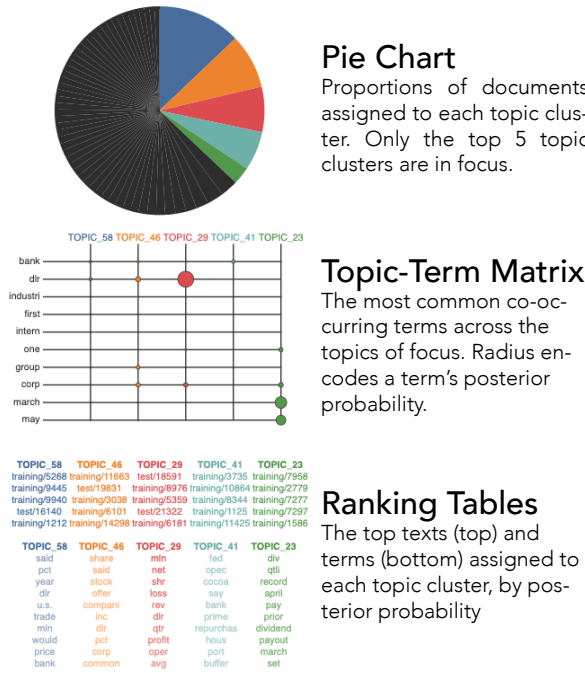 Pie Chart
Proportions of documents
assigned to each topic clus-
ter. Only the top 5 topic
clusters are in focus.
TOPIC_58 TOPIC_46 TOPIC_29 TOPIC_41 TOPIC_23
bank
dlr
industri
first
intern
one
group
corp
march
may
Topic-Term Matrix
The most common co-oc-
curring terms across the
topics of focus. Radius en-
codes a term's posterior
probability.
TOPIC_58 TOPIC_46 TOPIC_29 TOPIC_41 TOPIC_23
training/5268 training/11663 test/18591 training/3735 training/7958
training/9445 test/19831 training/8976 training/10864 training/2779
training/9940 training/3038 training/5359 training/8344 training/7277
test/16140 training/6101 test/21322 training/1125 training/7297
training/1212 training/14298 training/6181 training/11425 training/1586
TOPIC_58 TOPIC_46 TOPIC_29 TOPIC_41 TOPIC_23
said share mln fed div
pct said net opec qtli
year stock shr cocoa record
dlr offer loss say april
u.s. compani rev bank pay
trade inc dlr prime prior
mln dlr qtr repurchas dividend
would pct profit hous payout
price corp oper port march
bank common avg buffer set
Ranking Tables
The top texts (top) and
terms (bottom) assigned to
each topic cluster, by pos-
terior probability